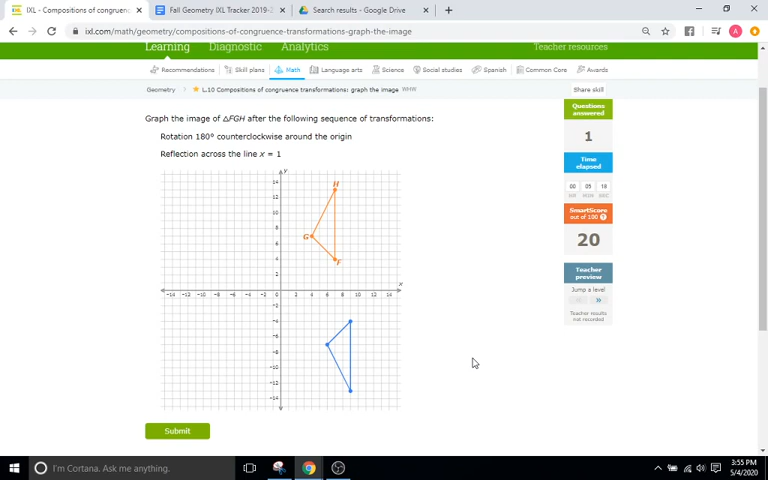 IXL - Compositions of congruenc
Fall Geometry IXL Tracker 2019-2
Search results - Google Drive
ixl.com/math/geometry/compositions-of-congruence-transformations-graph-the-image
A
Learning Diagnostic Analytics Teacher resources
Recommendations Skill plans Math Language arts Science Social studies Spanish Common Core Awards
Geometry L.10 Compositions of congruence transformations: graph the image WHW Share skill
Graph the image of △FGH after the following sequence of transformations:
Rotation 180° counterclockwise around the origin
Reflection across the line x = 1
y
14
12
10
8
6
4
2
H
G
F
x
-14 -12 -10 -8 -6 -4 -2 0 2 4 6 8 10 12 14
-2
-4
-6
-8
-10
-12
-14
Submit
Questions
answered
1
Time
elapsed
00 05 18
HR MIN SEC
SmartScore
out of 100 ?
20
Teacher
preview
Jump a level
Teacher results
not recorded
I'm Cortana. Ask me anything.
3:55 PM
5/4/2020